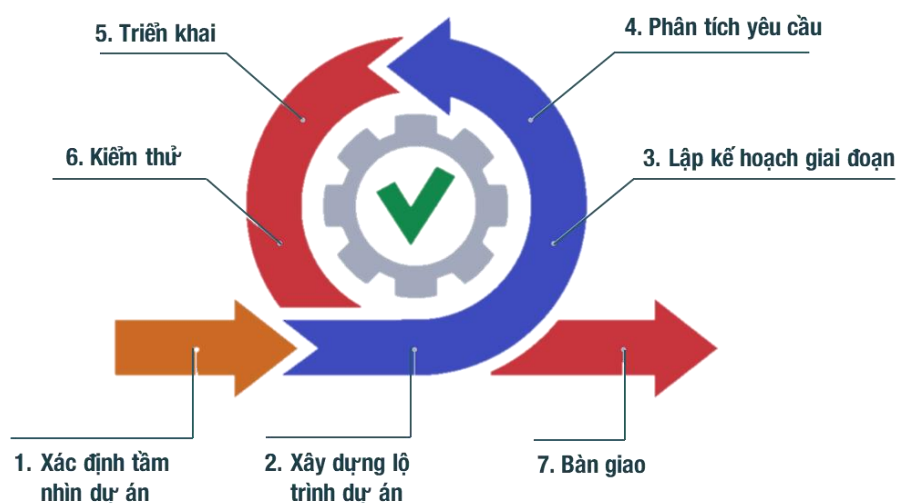 5. Triển khai
4. Phân tích yêu cầu
6. Kiểm thử
3. Lập kế hoạch giai đoạn
1. Xác định tầm
nhìn dự án
2. Xây dựng lộ
trình dự án
7. Bàn giao